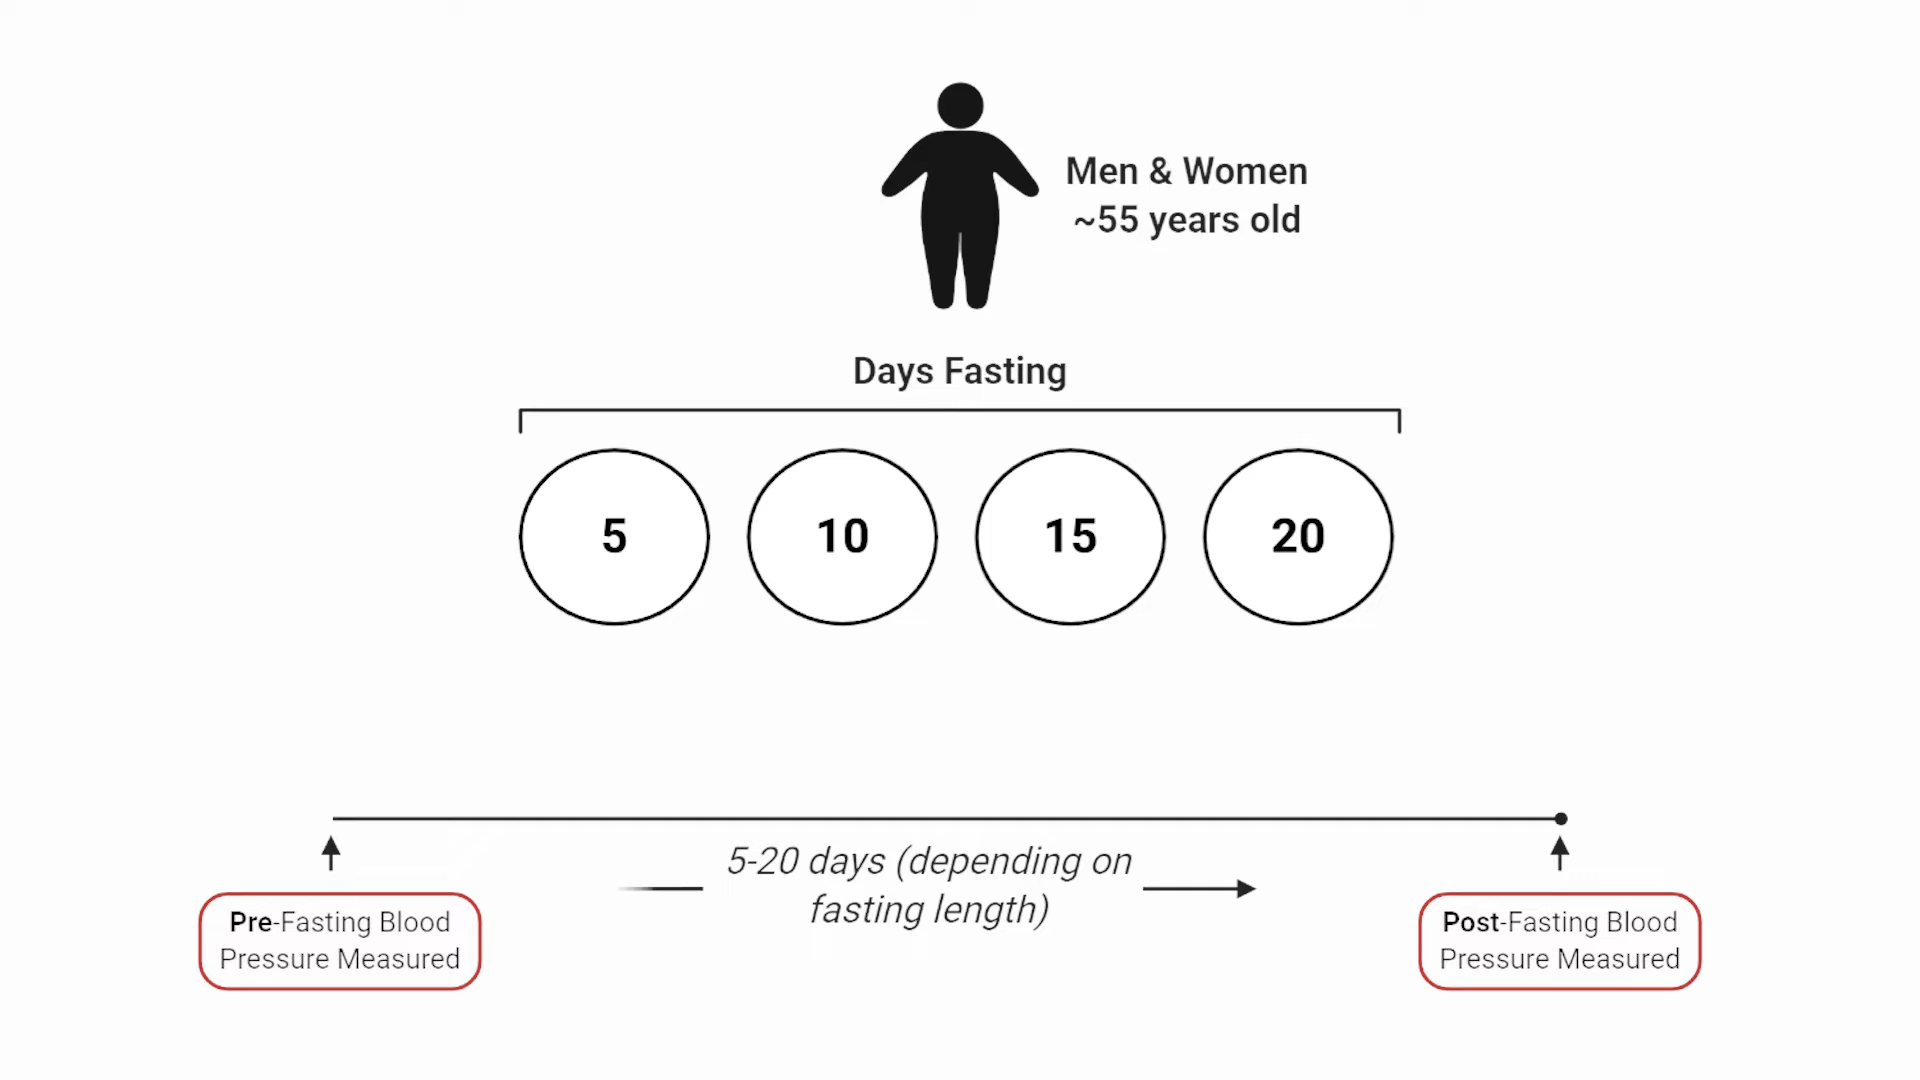 Men & Women
~55 years old
Days Fasting
5
10
15
20
5-20 days (depending on
fasting length)
Pre-Fasting Blood
Pressure Measured
Post-Fasting Blood
Pressure Measured